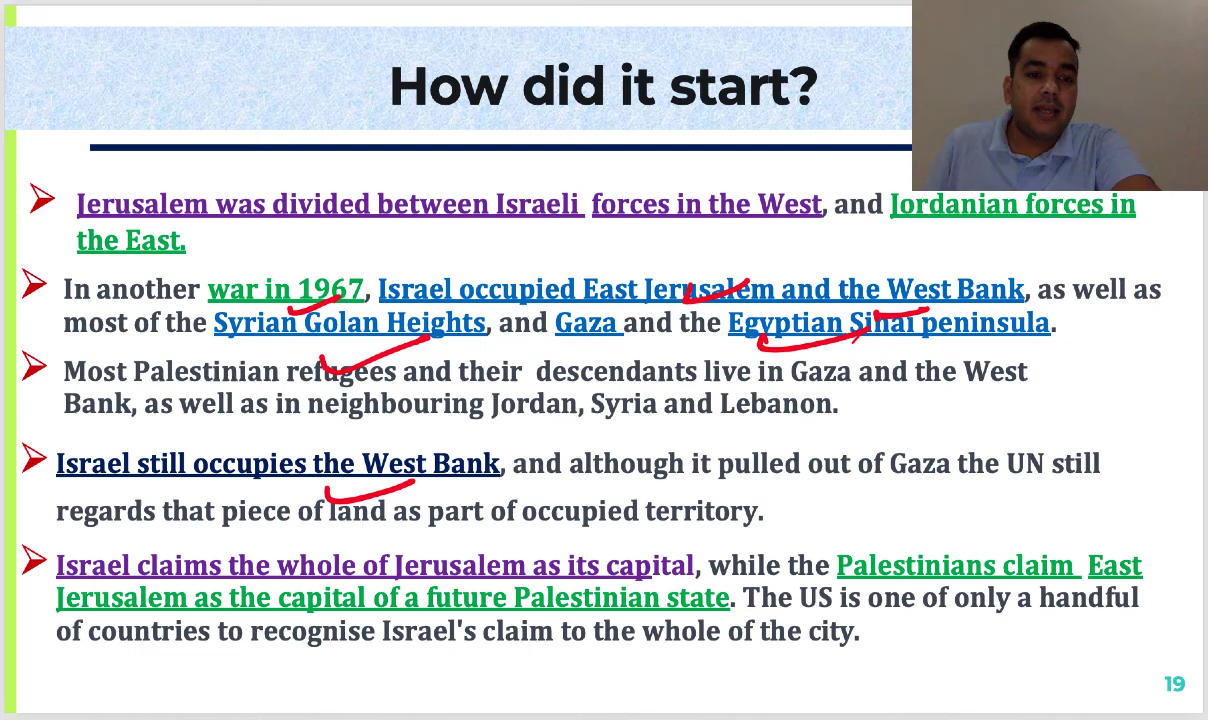 How did it start?
Jerusalem was divided between Israeli forces in the West, and Jordanian forces in
the East.
In another war in 1967, Israel occupied East Jerusalem and the West Bank, as well as
most of the Syrian Golan Heights, and Gaza and the Egyptian Sinai peninsula.
Most Palestinian refugees and their descendants live in Gaza and the West
Bank, as well as in neighbouring Jordan, Syria and Lebanon.
Israel still occupies the West Bank, and although it pulled out of Gaza the UN still
regards that piece of land as part of occupied territory.
Israel claims the whole of Jerusalem as its capital, while the Palestinians claim East
Jerusalem as the capital of a future Palestinian state. The US is one of only a handful
of countries to recognise Israel's claim to the whole of the city.
19